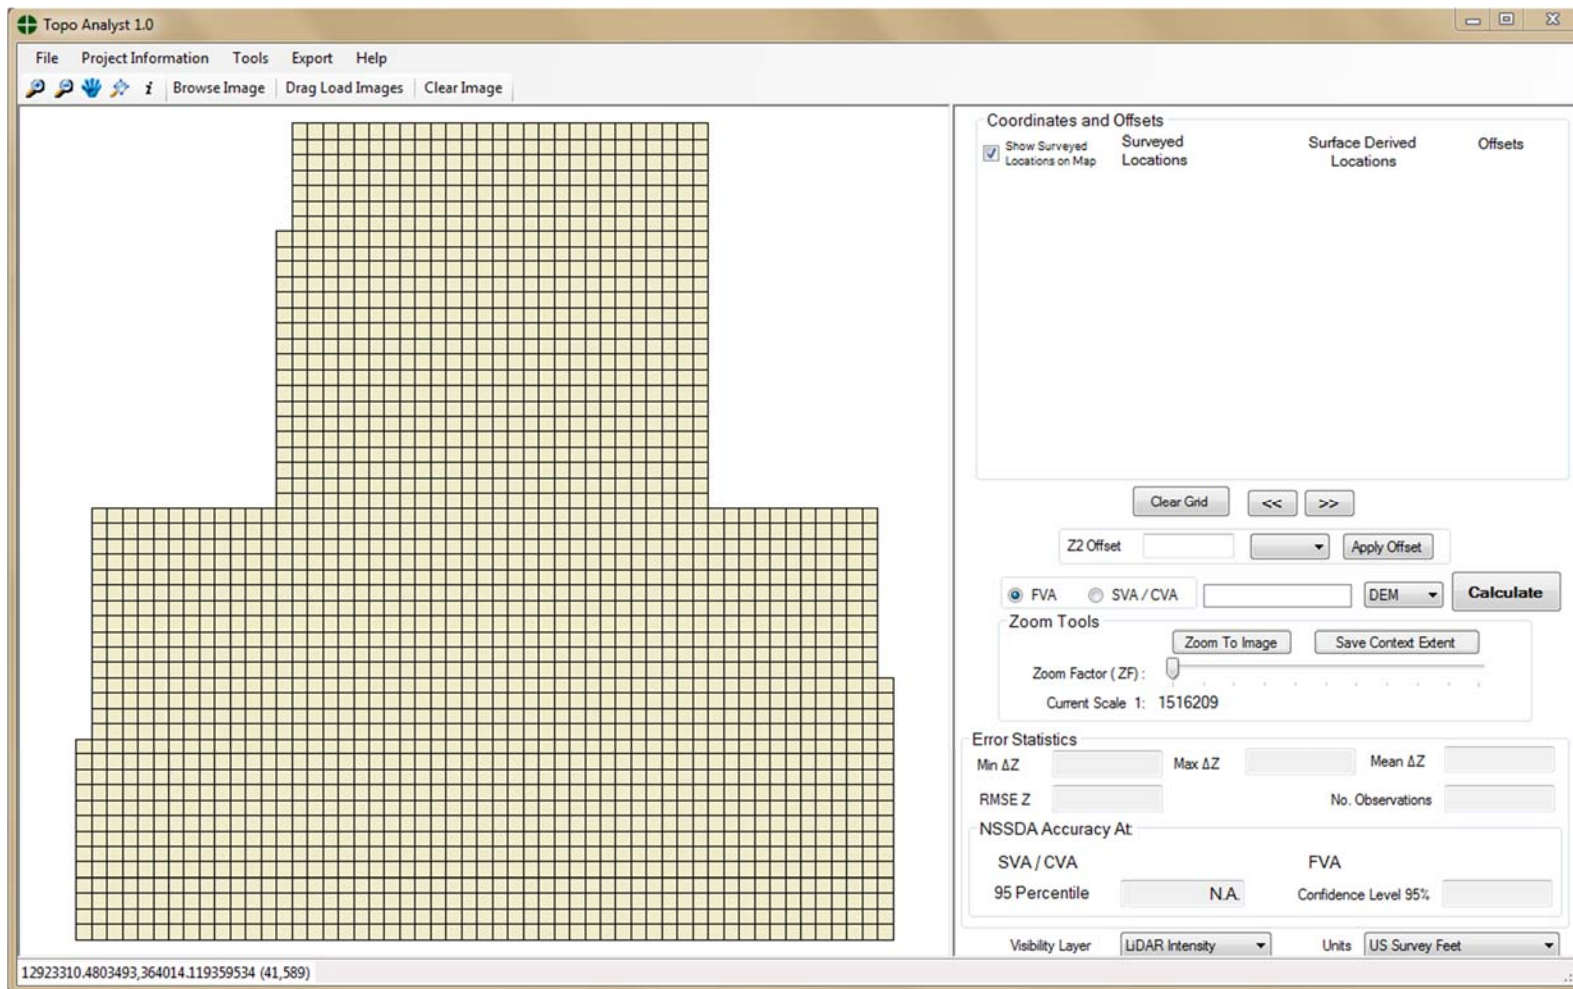 Topo Analyst 1.0
File Project Information Tools Export Help
i Browse Image Drag Load Images Clear Image
Coordinates and Offsets
Show Surveyed Locations on Map
Surveyed Locations
Surface Derived Locations
Offsets
Clear Grid << >>
Z2 Offset Apply Offset
FVA SVA / CVA DEM Calculate
Zoom Tools
Zoom To Image Save Context Extent
Zoom Factor ( ZF ) :
Current Scale 1: 1516209
Error Statistics
Min ΔZ Max ΔZ Mean ΔZ
RMSE Z No. Observations
NSSDA Accuracy At:
SVA / CVA FVA
95 Percentile N.A. Confidence Level 95%
Visibility Layer LiDAR Intensity Units US Survey Feet
12923310.4803493,364014.119359534 (41,589)